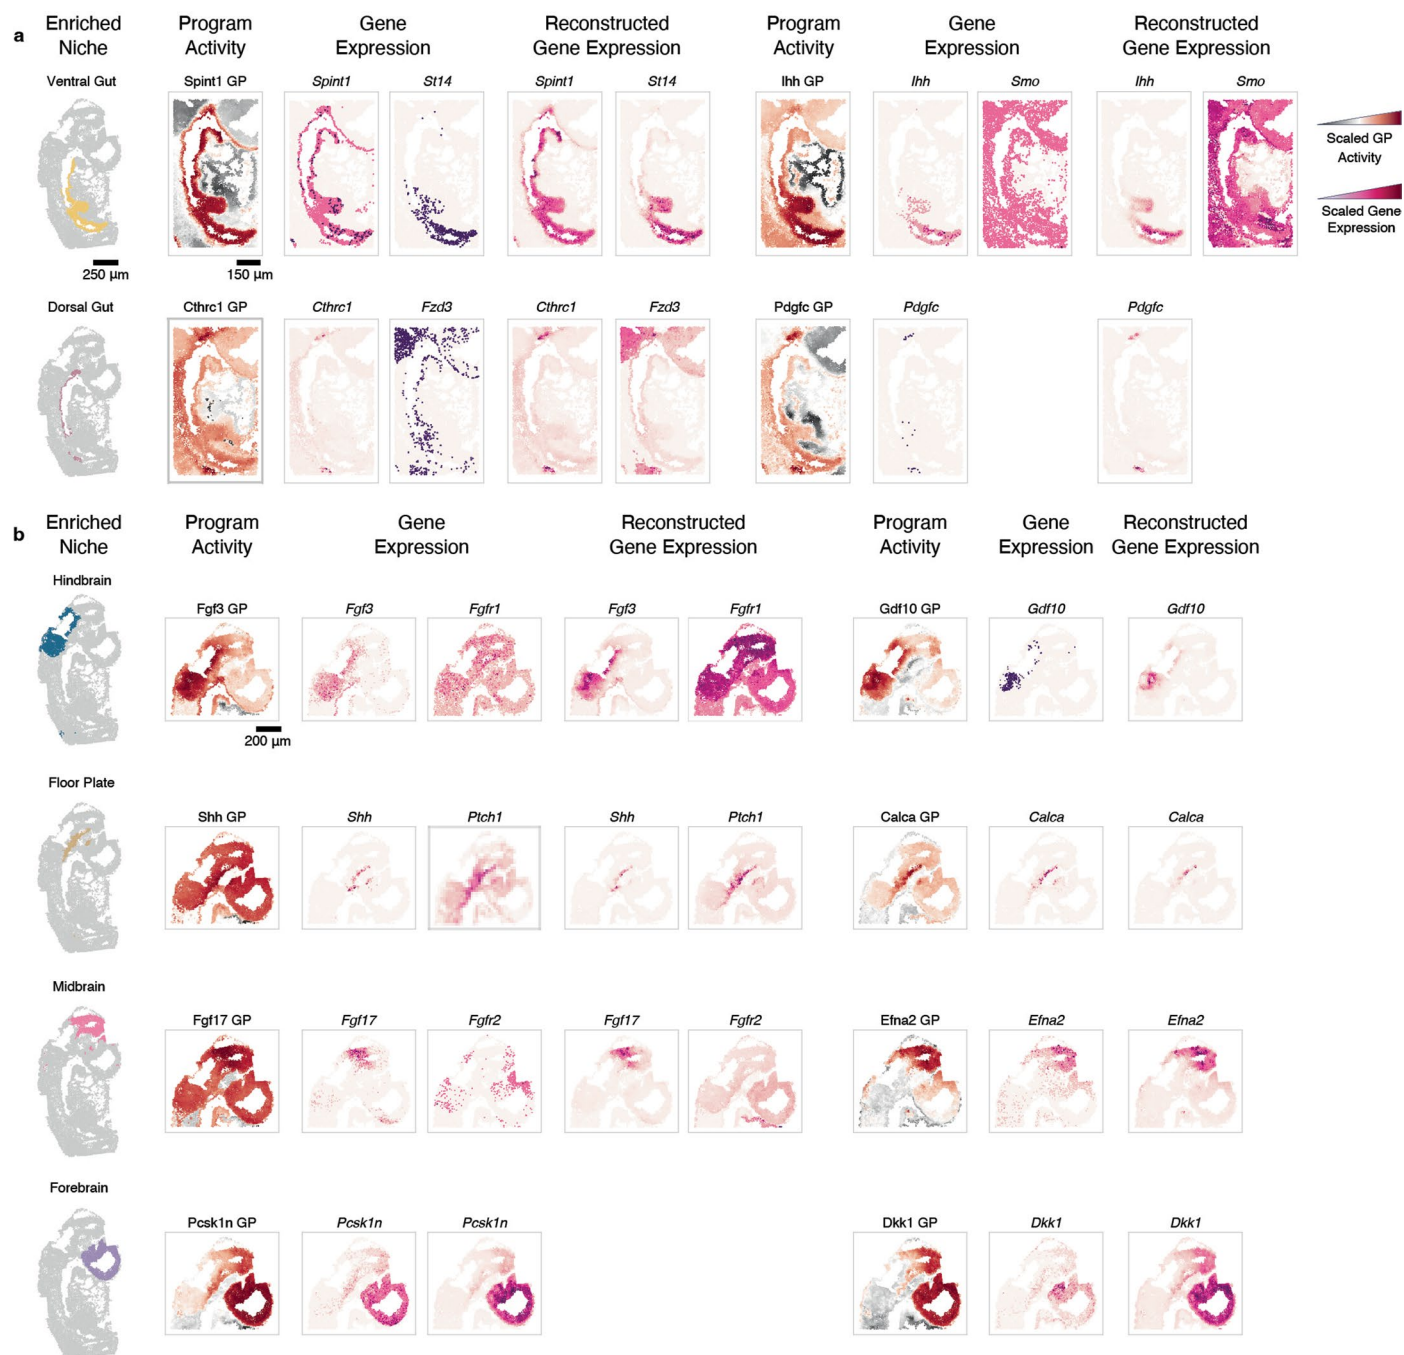 a
Enriched Niche
Program Activity
Gene Expression
Reconstructed Gene Expression
Program Activity
Gene Expression
Reconstructed Gene Expression
Ventral Gut
Spint1 GP
Spint1
St14
Spint1
St14
Ihh GP
Ihh
Smo
Ihh
Smo
Scaled GP
Activity
Scaled Gene
Expression
250 µm
150 µm
Dorsal Gut
Cthrc1 GP
Cthrc1
Fzd3
Cthrc1
Fzd3
Pdgfc GP
Pdgfc
Pdgfc
b
Enriched Niche
Program Activity
Gene Expression
Reconstructed Gene Expression
Program Activity
Gene Expression
Reconstructed Gene Expression
Hindbrain
Fgf3 GP
Fgf3
Fgfr1
Fgf3
Fgfr1
Gdf10 GP
Gdf10
Gdf10
200 µm
Floor Plate
Shh GP
Shh
Ptch1
Shh
Ptch1
Calca GP
Calca
Calca
Midbrain
Fgf17 GP
Fgf17
Fgfr2
Fgf17
Fgfr2
Efna2 GP
Efna2
Efna2
Forebrain
Pcsk1n GP
Pcsk1n
Pcsk1n
Dkk1 GP
Dkk1
Dkk1